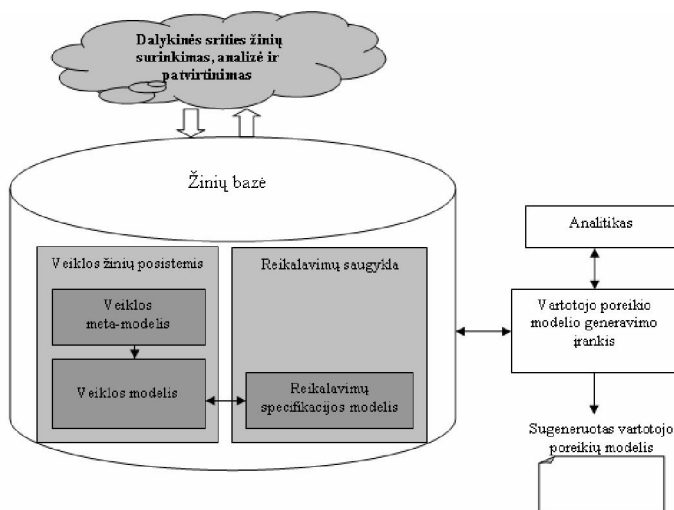 Dalykinės srities žinių
surinkimas, analizė ir
patvirtinimas
Žinių bazė
Veiklos žinių posistemis
Veiklos
meta-modelis
Veiklos modelis
Reikalavimų saugykla
Reikalavimų
specifikacijos modelis
Analitikas
Vartotojo poreikio
modelio generavimo
įrankis
Sugeneruotas vartotojo
poreikių modelis